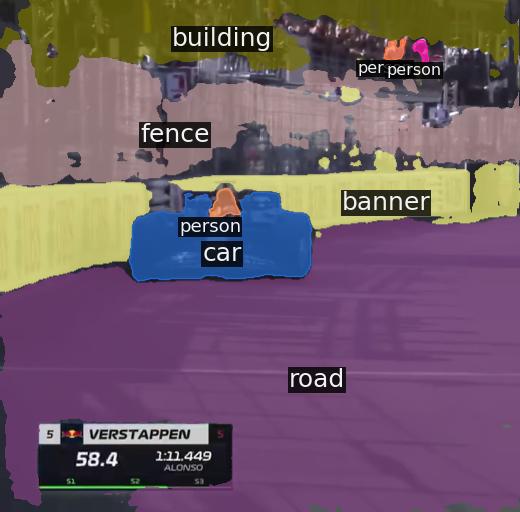 building
person
person
fence
banner
person
car
road
5 VERSTAPPEN 5
58.4 1:11.449
ALONSO
S1 S2 S3